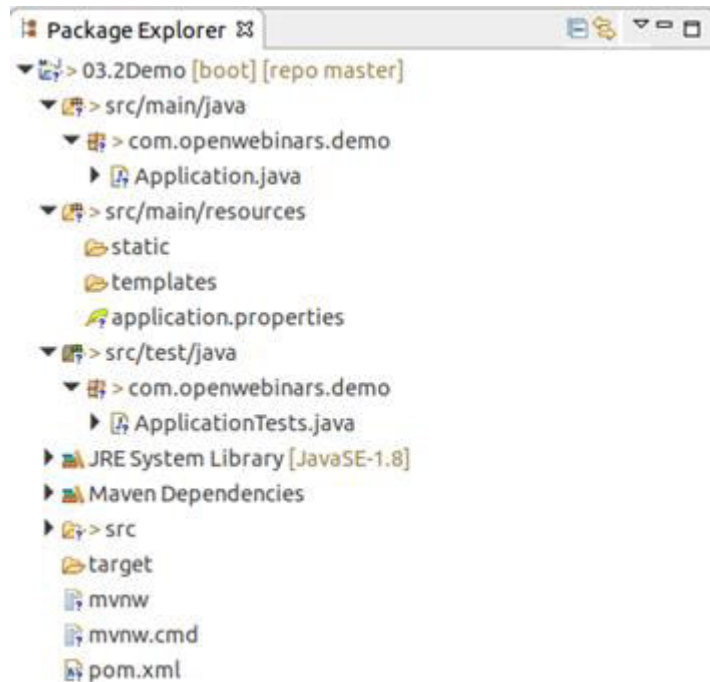 Package Explorer
> 03.2Demo [boot] [repo master]
> src/main/java
> com.openwebinars.demo
Application.java
> src/main/resources
static
templates
application.properties
> src/test/java
> com.openwebinars.demo
ApplicationTests.java
JRE System Library [JavaSE-1.8]
Maven Dependencies
> src
target
mvnw
mvnw.cmd
pom.xml